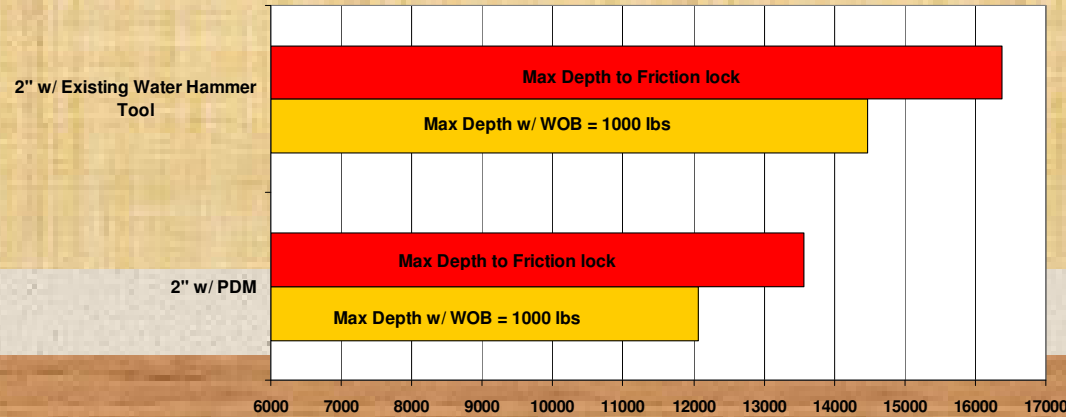 Max Depth to Friction lock
2" w/ Existing Water Hammer
Tool
Max Depth w/ WOB = 1000 lbs
Max Depth to Friction lock
2" w/ PDM
Max Depth w/ WOB = 1000 lbs
6000 7000 8000 9000 10000 11000 12000 13000 14000 15000 16000 17000